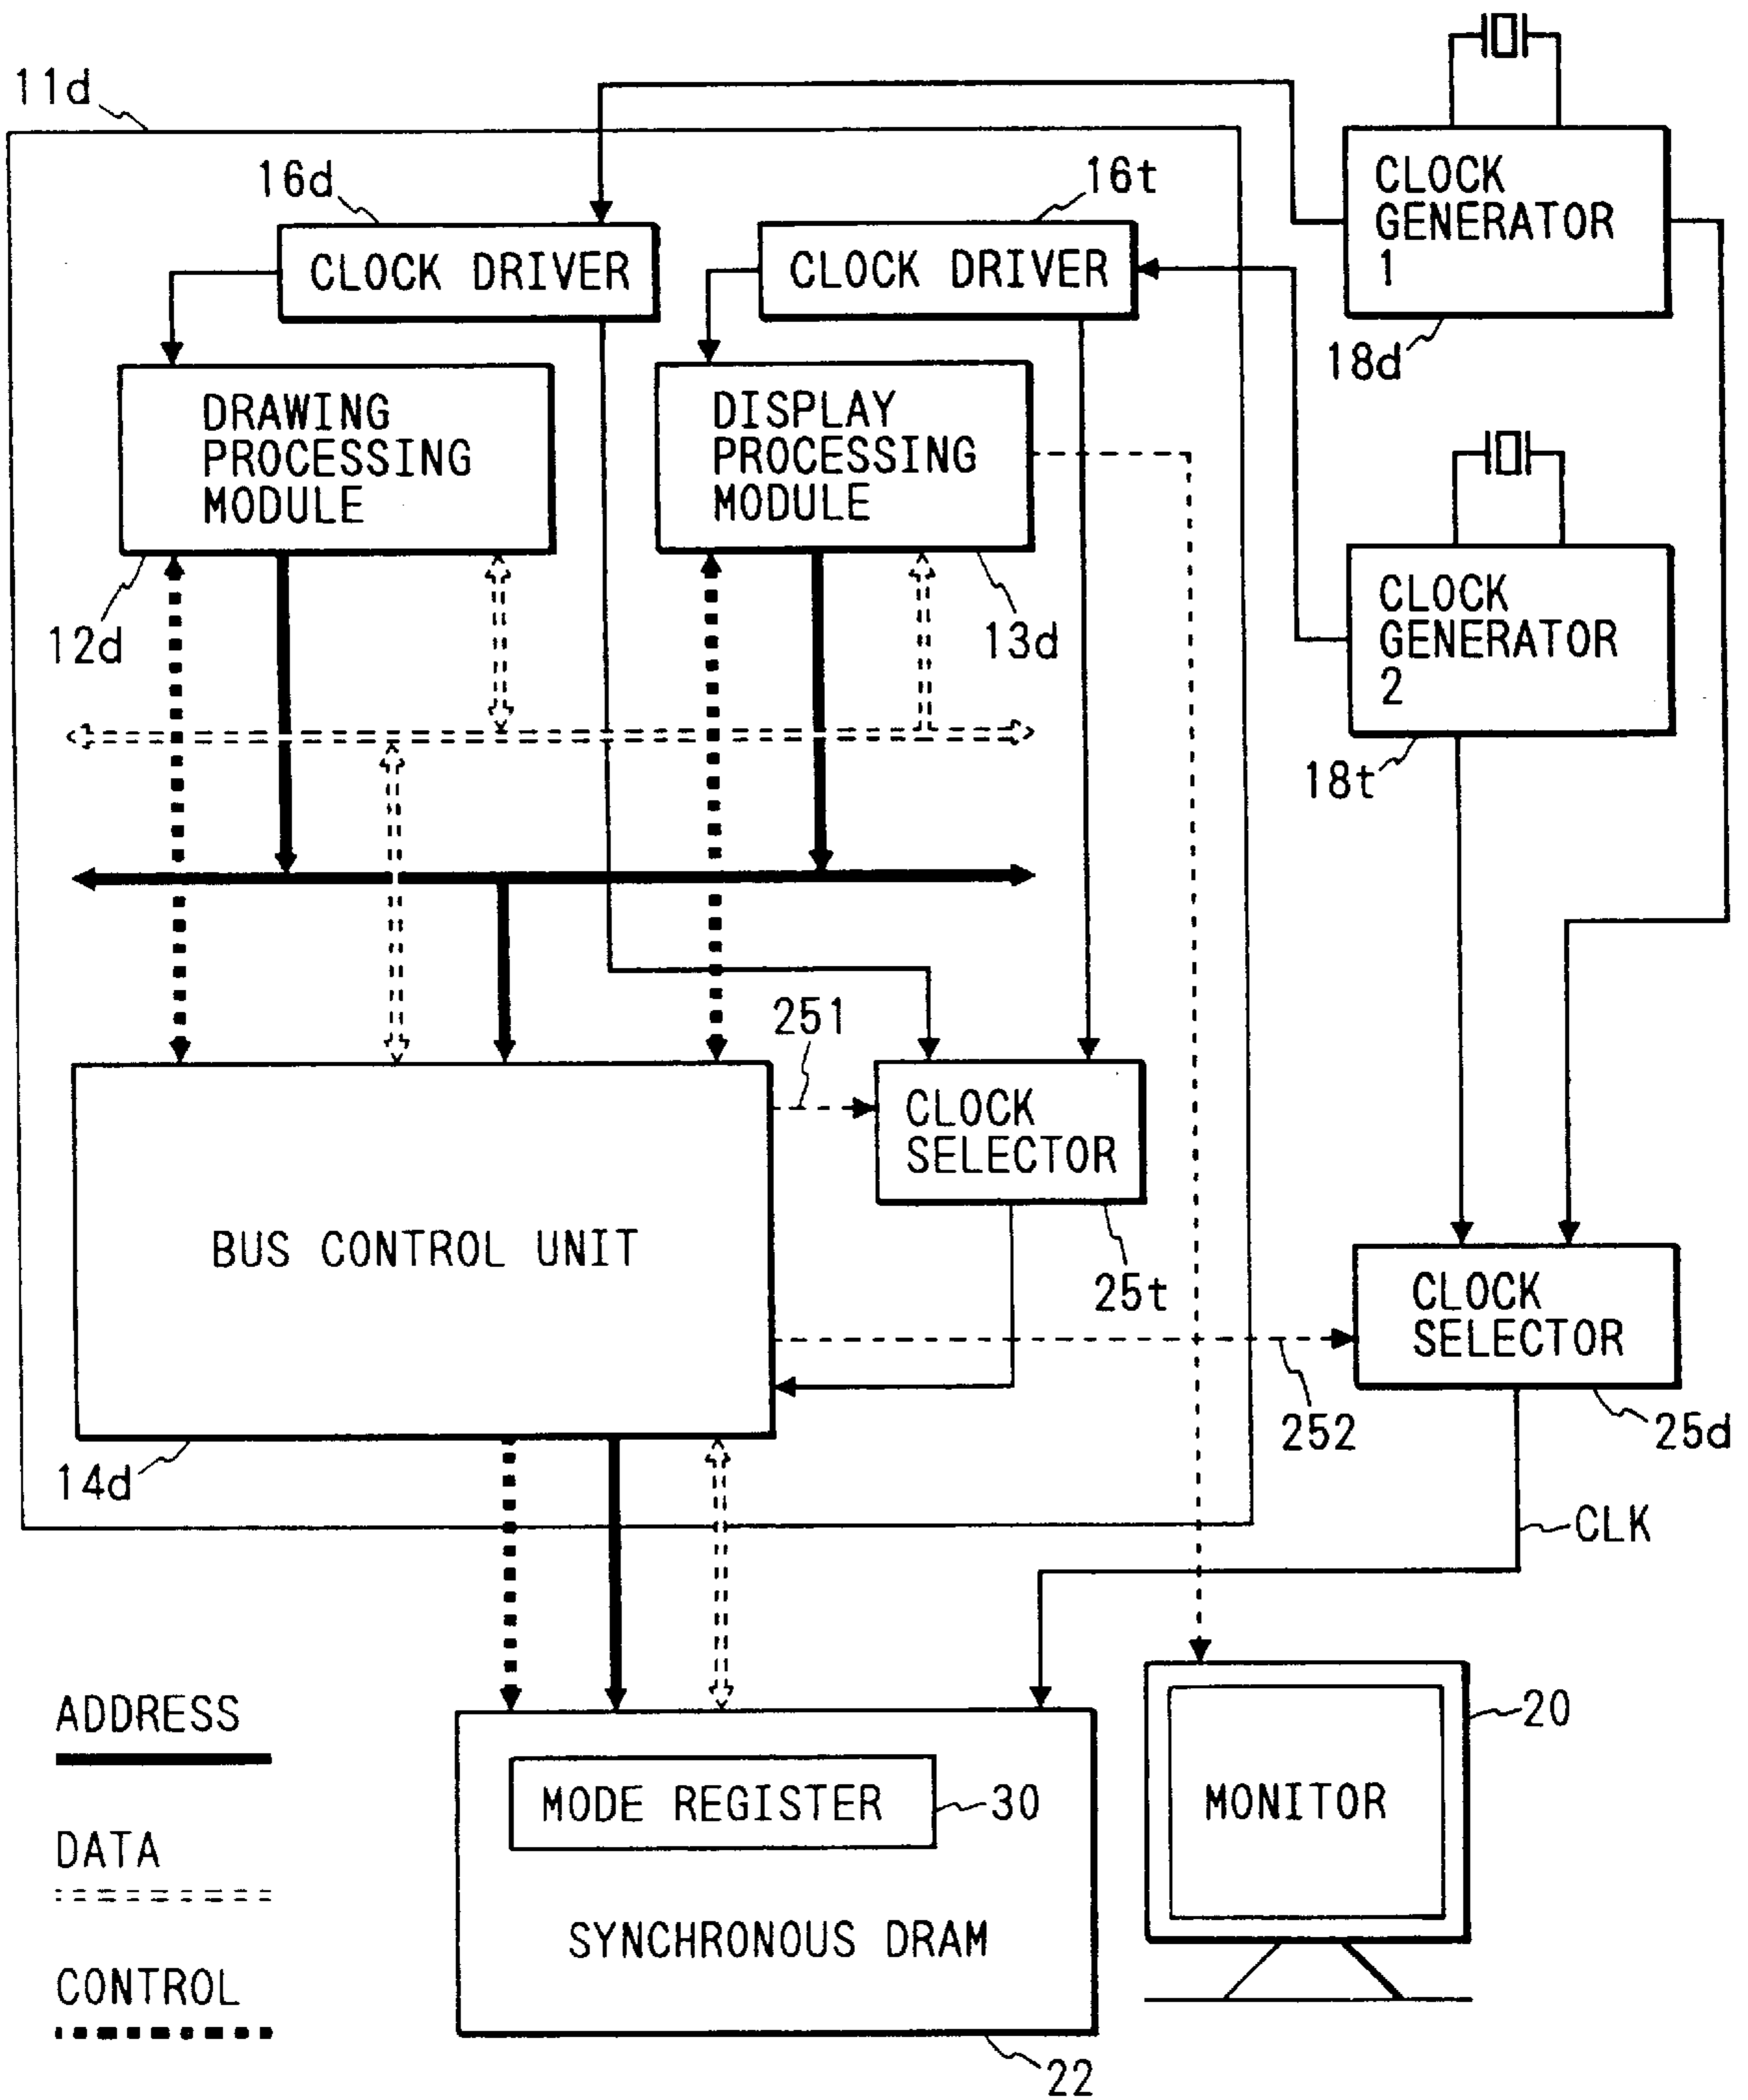 11d
16d
16t
CLOCK
GENERATOR
1
CLOCK DRIVER
CLOCK DRIVER
18d
DRAWING
PROCESSING
MODULE
DISPLAY
PROCESSING
MODULE
12d
13d
CLOCK
GENERATOR
2
18t
251
CLOCK
SELECTOR
BUS CONTROL UNIT
25t
CLOCK
SELECTOR
252
25d
14d
CLK
ADDRESS
20
MODE REGISTER
30
MONITOR
DATA
SYNCHRONOUS DRAM
CONTROL
22